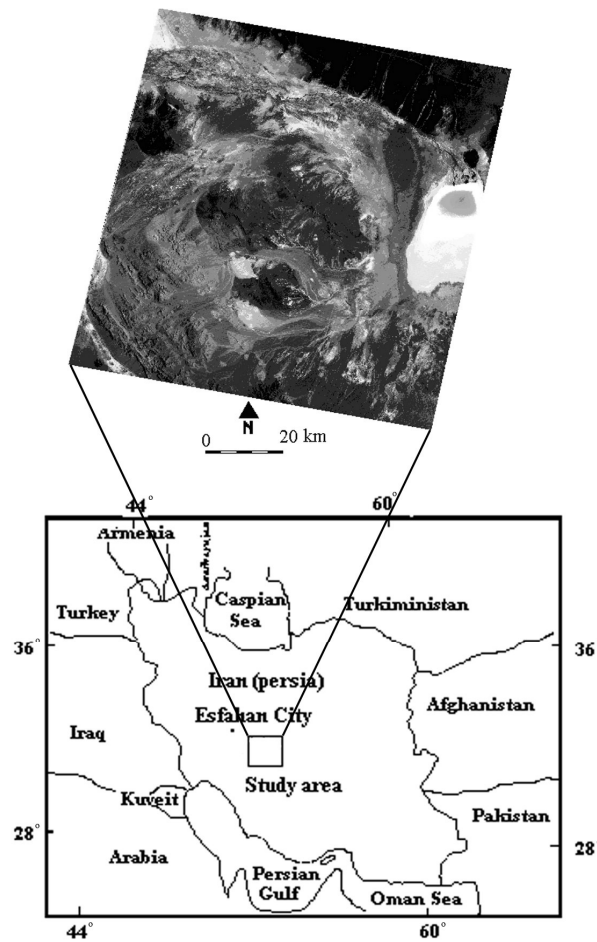 N
0 20 km
44° 60°
Armenia
Turkey
Caspian
Sea
Turkiministan
36° 36
Iran (persia)
Esfahan City
Afghanistan
Iraq
Study area
Kuveit
Pakistan
28° 28
Arabia
Persian
Gulf
Oman Sea
44° 60°